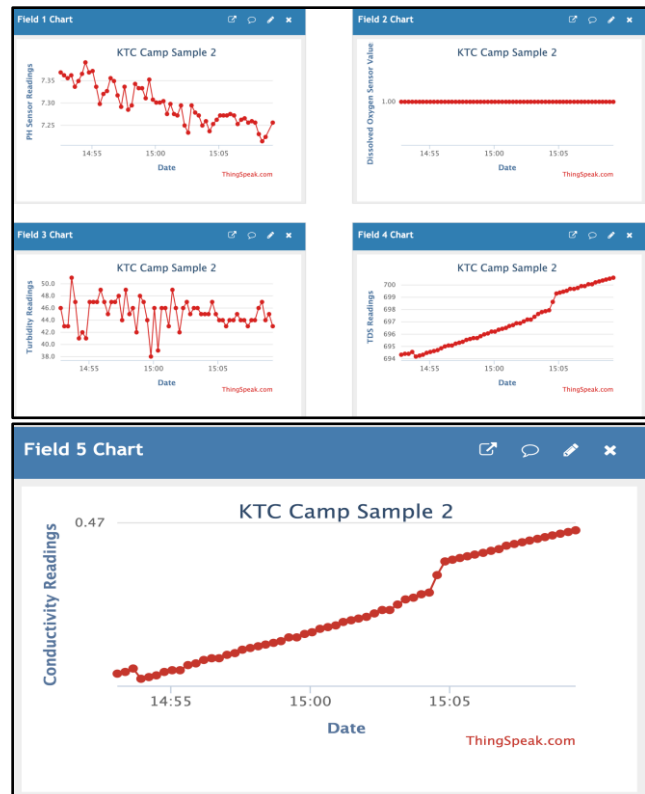 Field 1 Chart
KTC Camp Sample 2
PH Sensor Readings
7.35
7.30
7.25
14:55
15:00
15:05
Date
ThingSpeak.com
Field 2 Chart
KTC Camp Sample 2
Dissolved Oxygen Sensor Value
1.00
14:55
15:00
15:05
Date
ThingSpeak.com
Field 3 Chart
KTC Camp Sample 2
Turbidity Readings
50.0
48.0
46.0
44.0
42.0
40.0
38.0
14:55
15:00
15:05
Date
ThingSpeak.com
Field 4 Chart
KTC Camp Sample 2
TDS Readings
700
699
698
697
696
695
694
14:55
15:00
15:05
Date
ThingSpeak.com
Field 5 Chart
KTC Camp Sample 2
Conductivity Readings
0.47
14:55
15:00
15:05
Date
ThingSpeak.com